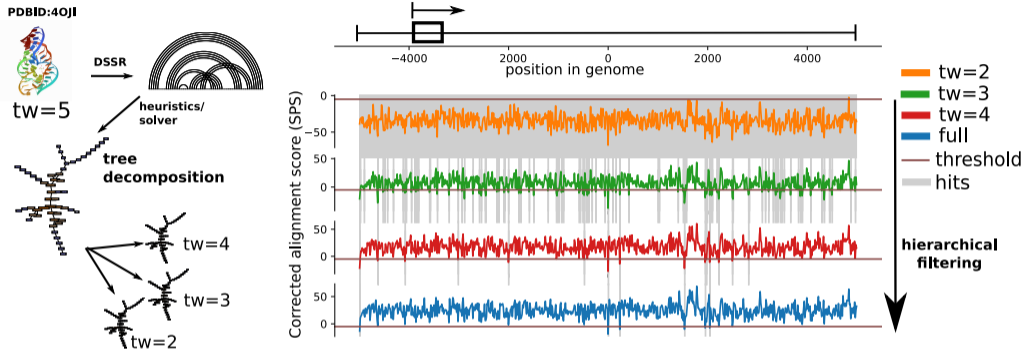 PDBID:4OJI
DSSR
tw=5
heuristics/
solver
tree
decomposition
tw=4
tw=3
tw=2
−4000
−2000
0
2000
4000
position in genome
Corrected alignment score (SPS)
0
−50
50
0
50
0
50
0
tw=2
tw=3
tw=4
full
threshold
hits
hierarchical
filtering